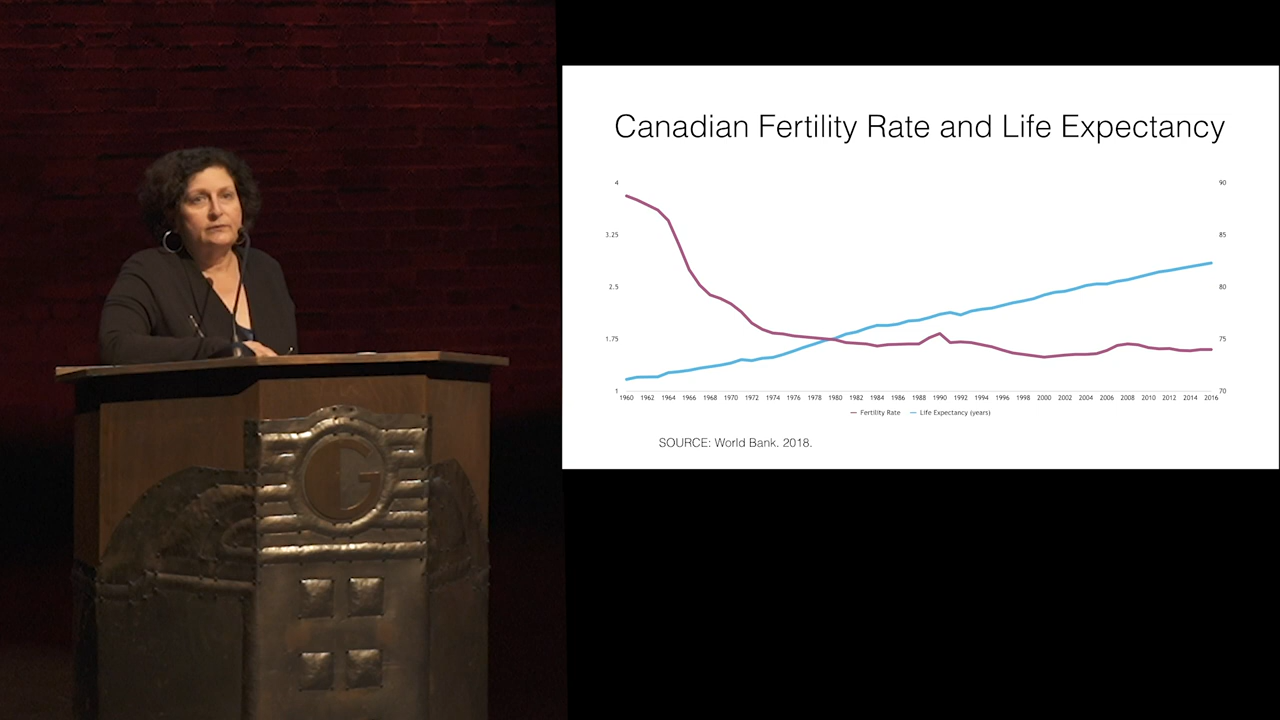 Canadian Fertility Rate and Life Expectancy
4
90
3.25
85
2.5
80
1.75
75
1
70
1960 1962 1964 1966 1968 1970 1972 1974 1976 1978 1980 1982 1984 1986 1988 1990 1992 1994 1996 1998 2000 2002 2004 2006 2008 2010 2012 2014 2016
Fertility Rate Life Expectancy (years)
SOURCE: World Bank. 2018.
G